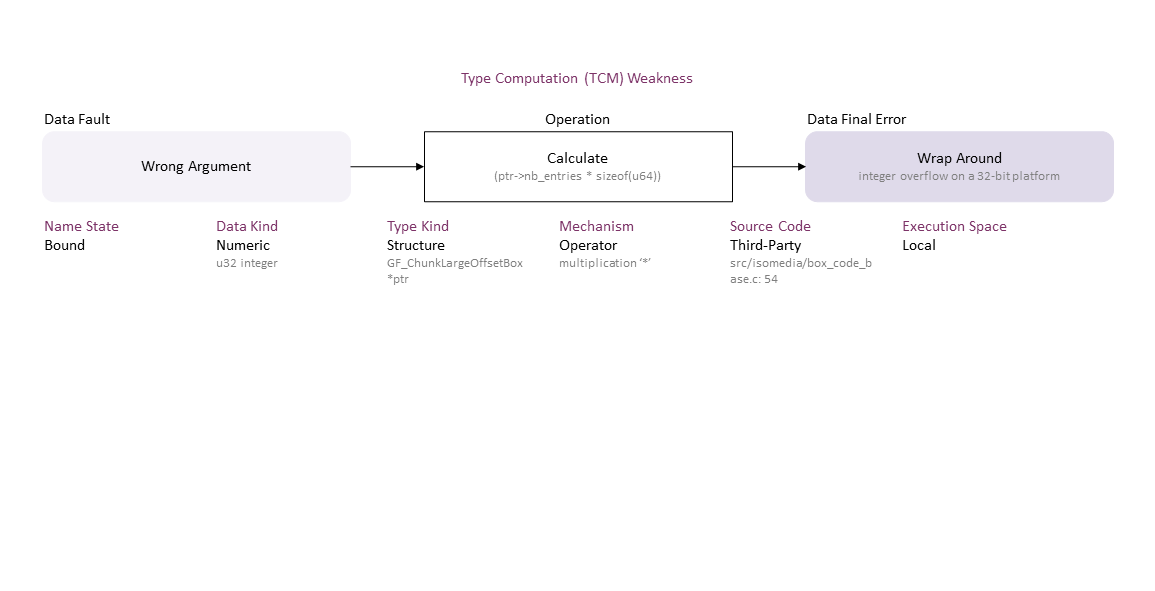 Type Computation (TCM) Weakness
Data Fault
Operation
Data Final Error
Wrong Argument
Calculate
(ptr->nb_entries * sizeof(u64))
Wrap Around
integer overflow on a 32-bit platform
Name State
Bound
Data Kind
Numeric
u32 integer
Type Kind
Structure
GF_ChunkLargeOffsetBox
*ptr
Mechanism
Operator
multiplication ‘*’
Source Code
Third-Party
src/isomedia/box_code_b
ase.c: 54
Execution Space
Local